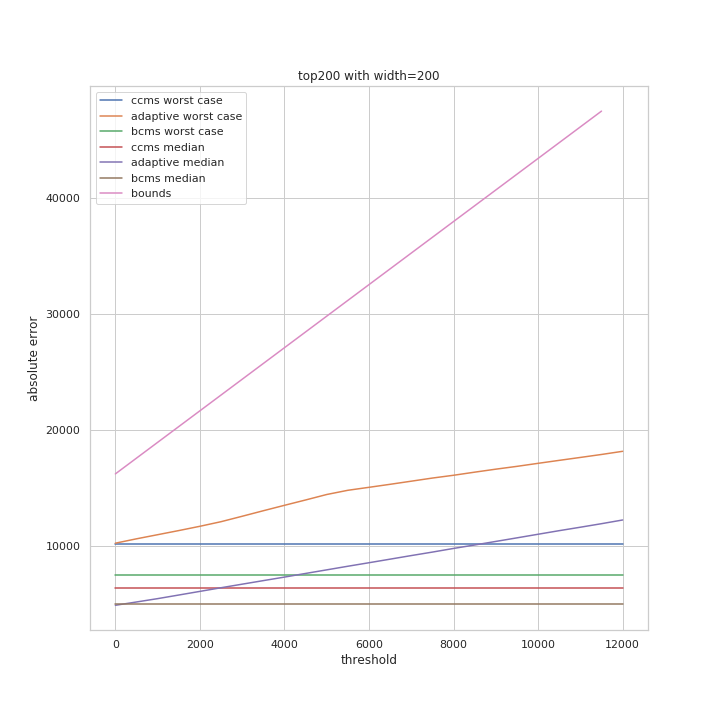 top200 with width=200
ccms worst case
adaptive worst case
bcms worst case
ccms median
adaptive median
bcms median
bounds
absolute error
40000
30000
20000
10000
0 2000 4000 6000 8000 10000 12000
threshold